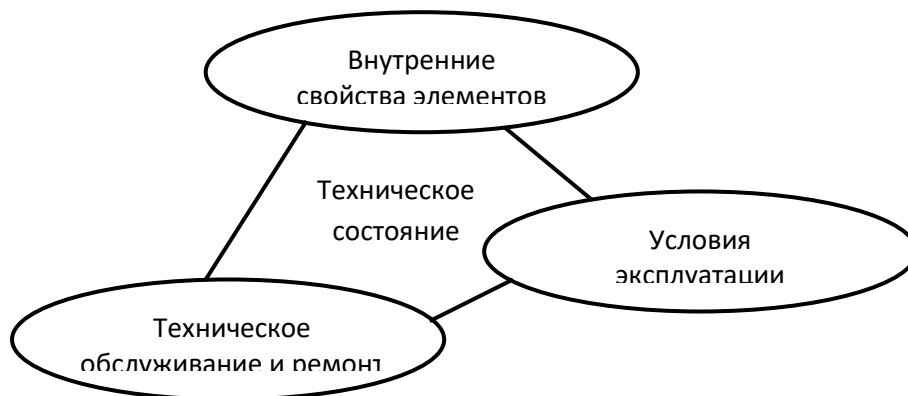 Внутренние
свойства элементов
Техническое
состояние
Условия
эксплуатации
Техническое
обслуживание и ремонт